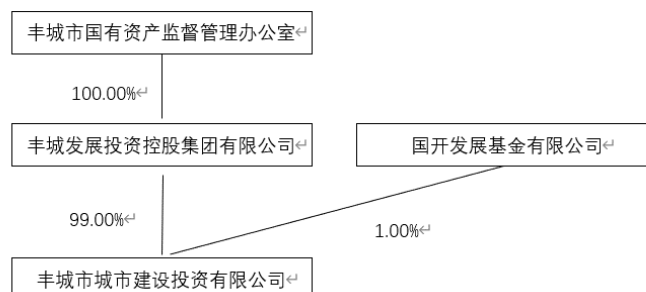 丰城市国有资产监督管理办公室↵
100.00%↵
丰城发展投资控股集团有限公司↵
国开发展基金有限公司↵
99.00%↵
1.00%↵
丰城市城市建设投资有限公司↵